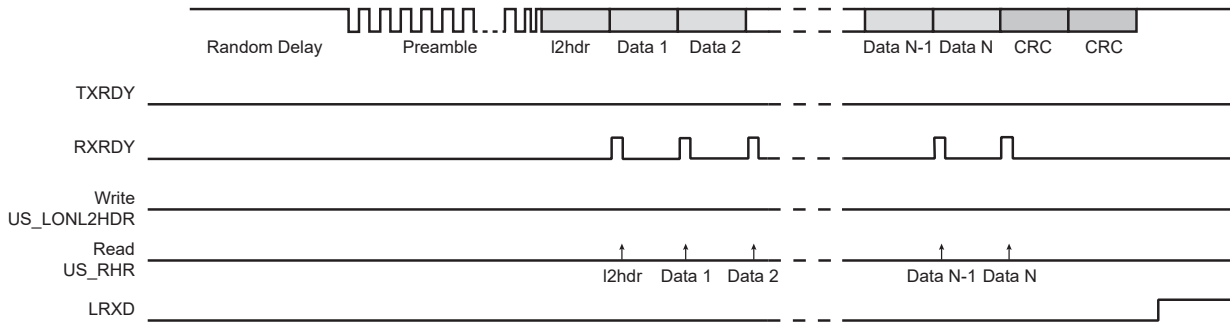 Random Delay Preamble l2hdr Data 1 Data 2 Data N-1 Data N CRC CRC
TXRDY
RXRDY
Write
US_LONL2HDR
Read
US_RHR
l2hdr Data 1 Data 2 Data N-1 Data N
LRXD